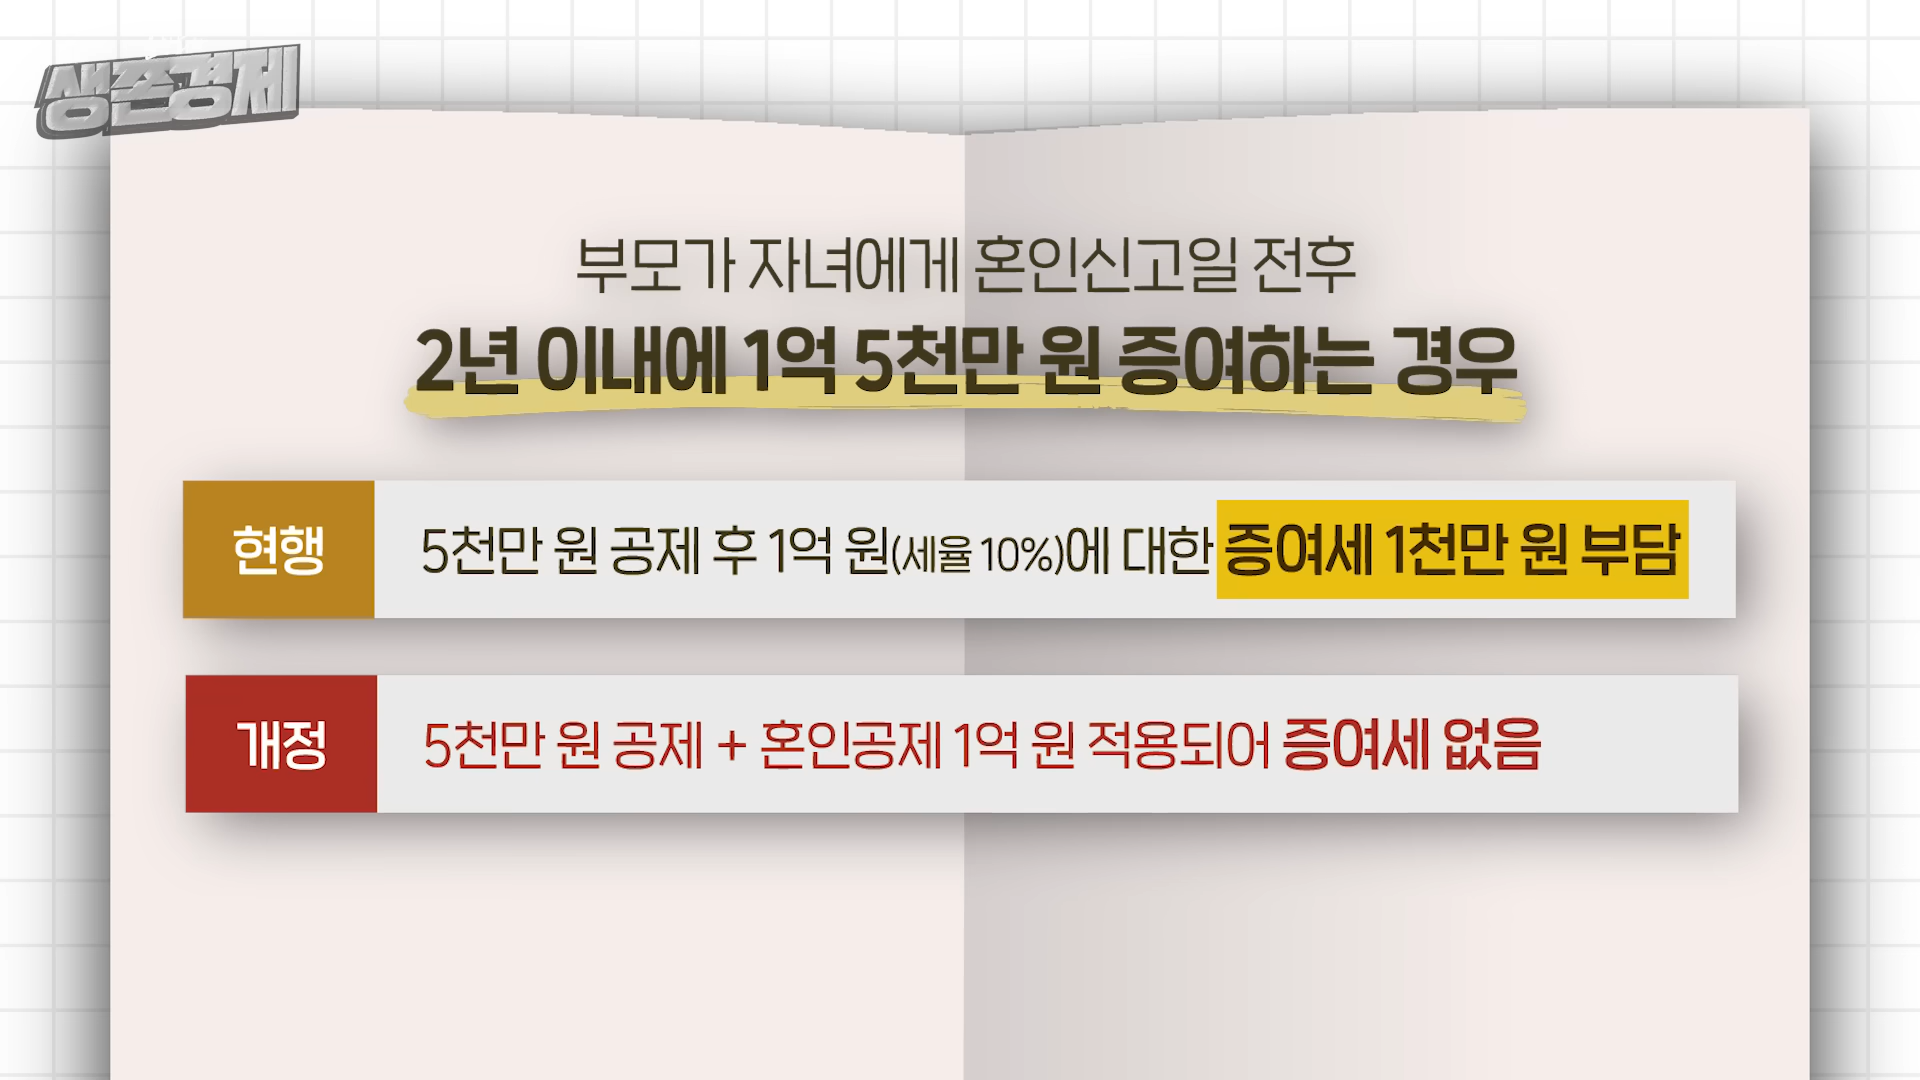 생존경제
부모가 자녀에게 혼인신고일 전후
2년 이내에 1억 5천만 원 증여하는 경우
현행
5천만 원 공제 후 1억 원(세율 10%)에 대한 증여세 1천만 원 부담
개정
5천만 원 공제 + 혼인공제 1억 원 적용되어 증여세 없음